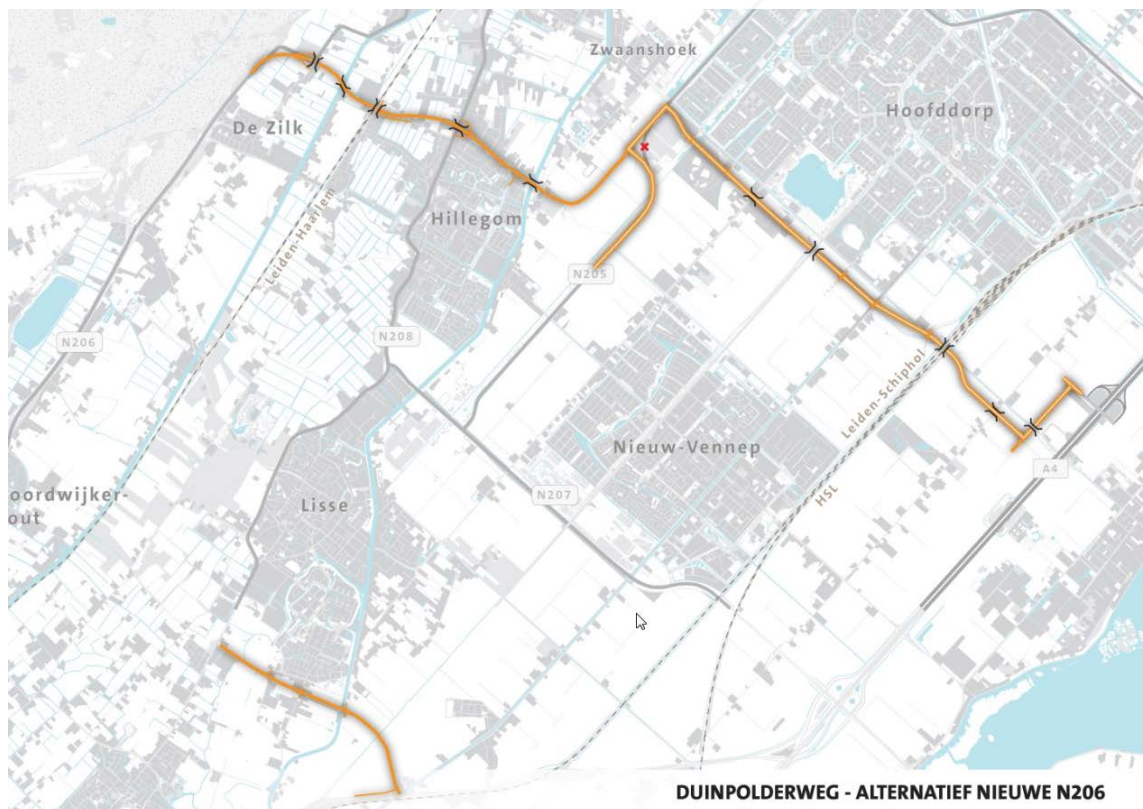 Zwaanshoek
Hoofddorp
De Zilk
Hillegom
Leiden-Haarlem
N205
N206
N208
Leiden-Schiphol
Nieuw-Vennep
A4
oordwijker-
out
Lisse
N207
HSL
DUINPOLDERWEG - ALTERNATIEF NIEUWE N206